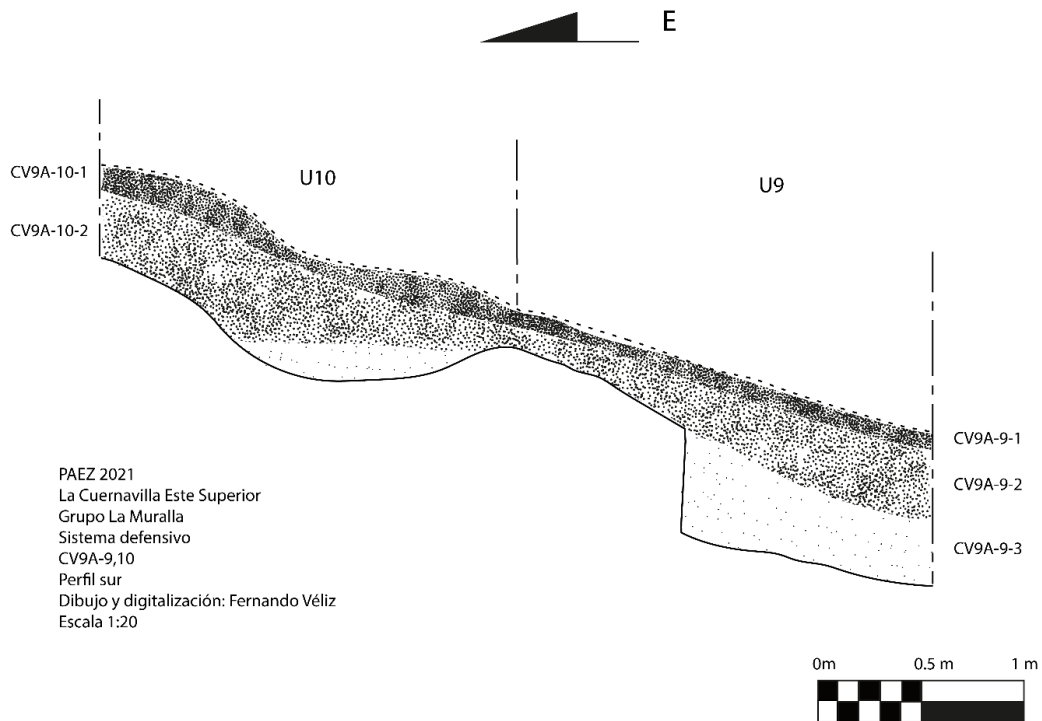 E
CV9A-10-1
U10
U9
CV9A-10-2
CV9A-9-1
CV9A-9-2
CV9A-9-3
PAEZ 2021
La Cuernavilla Este Superior
Grupo La Muralla
Sistema defensivo
CV9A-9,10
Perfil sur
Dibujo y digitalización: Fernando Véliz
Escala 1:20
0m 0.5 m 1 m